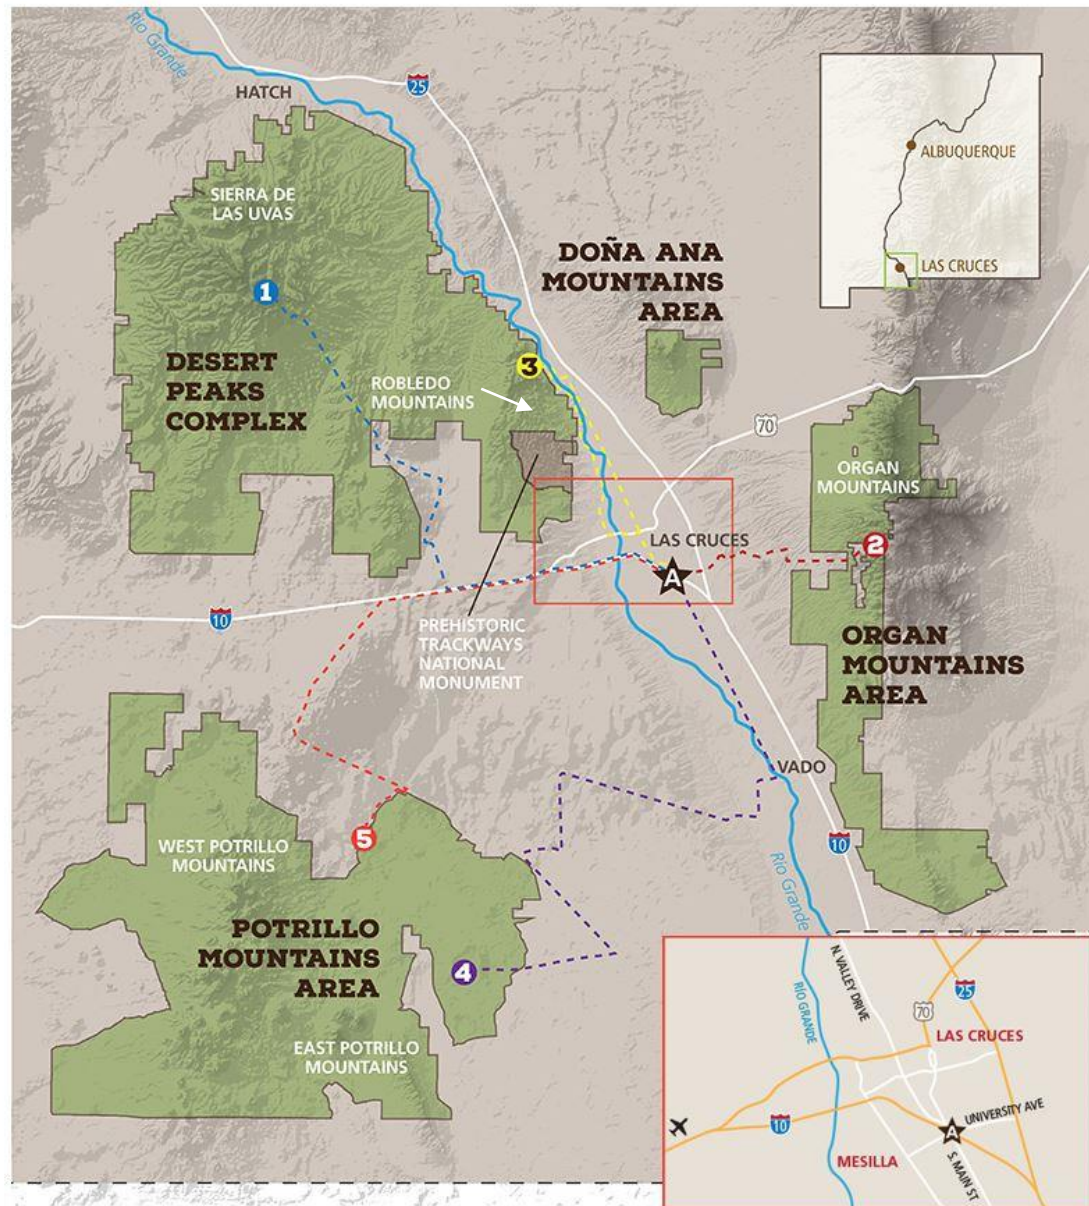 Rio Grande
HATCH
25
SIERRA DE
LAS UVAS
1
DESERT
PEAKS
COMPLEX
DOÑA ANA
MOUNTAINS
AREA
3
ROBLEDO
MOUNTAINS
70
ALBUQUERQUE
LAS CRUCES
ORGAN
MOUNTAINS
LAS CRUCES
A
2
10
PREHISTORIC
TRACKWAYS
NATIONAL
MONUMENT
ORGAN
MOUNTAINS
AREA
VADO
5
WEST POTRILLO
MOUNTAINS
10
Rio Grande
POTRILLO
MOUNTAINS
AREA
4
EAST POTRILLO
MOUNTAINS
N. VALLEY DRIVE
RÍO GRANDE
25
70
LAS CRUCES
10
UNIVERSITY AVE
A
MESILLA
S. MAIN ST